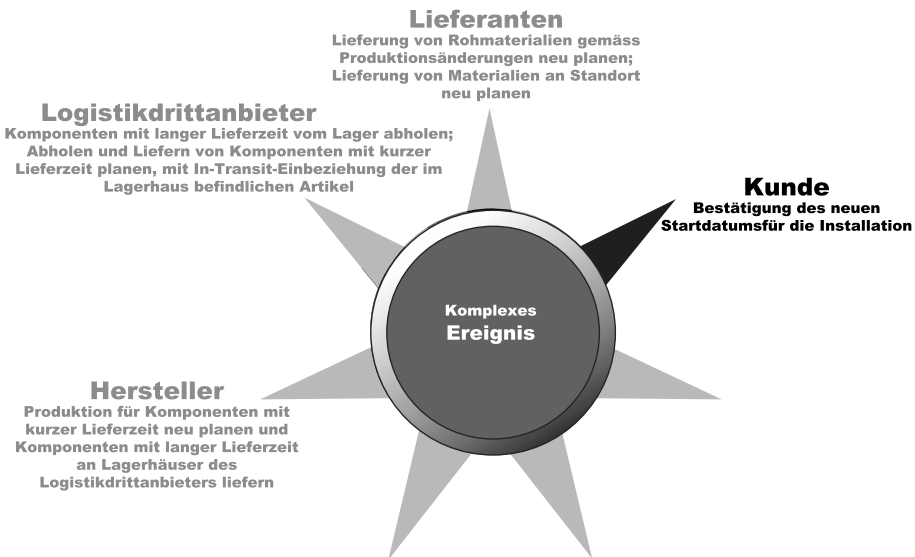 Lieferanten
Lieferung von Rohmaterialien gemäss
Produktionsänderungen neu planen;
Lieferung von Materialien an Standort
neu planen
Logistikdrittanbieter
Komponenten mit langer Lieferzeit vom Lager abholen;
Abholen und Liefern von Komponenten mit kurzer
Lieferzeit planen, mit In-Transit-Einbeziehung der im
Lagerhaus befindlichen Artikel
Kunde
Bestätigung des neuen
Startdatumsfür die Installation
Komplexes
Ereignis
Hersteller
Produktion für Komponenten mit
kurzer Lieferzeit neu planen und
Komponenten mit langer Lieferzeit
an Lagerhäuser des
Logistikdrittanbieters liefern